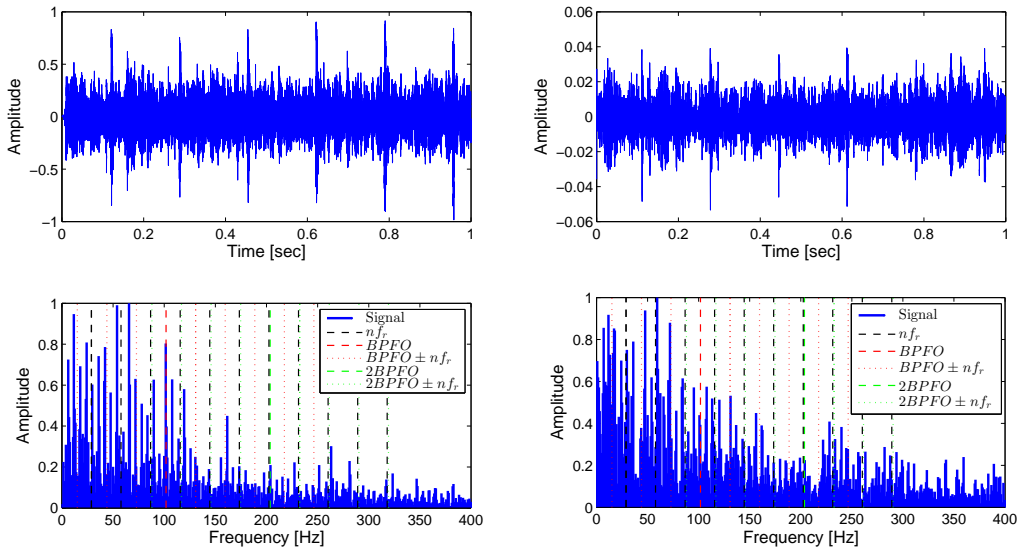 1
0.5
0
−0.5
−1
Amplitude
0 0.2 0.4 0.6 0.8 1
Time [sec]
0.06
0.04
0.02
0
−0.02
−0.04
−0.06
Amplitude
0 0.2 0.4 0.6 0.8 1
Time [sec]
1
0.8
0.6
0.4
0.2
0
Amplitude
Signal
nf_r
BPFO
BPFO ± nf_r
2BPFO
2BPFO ± nf_r
0 50 100 150 200 250 300 350 400
Frequency [Hz]
1
0.8
0.6
0.4
0.2
0
Amplitude
Signal
nf_r
BPFO
BPFO ± nf_r
2BPFO
2BPFO ± nf_r
0 50 100 150 200 250 300 350 400
Frequency [Hz]